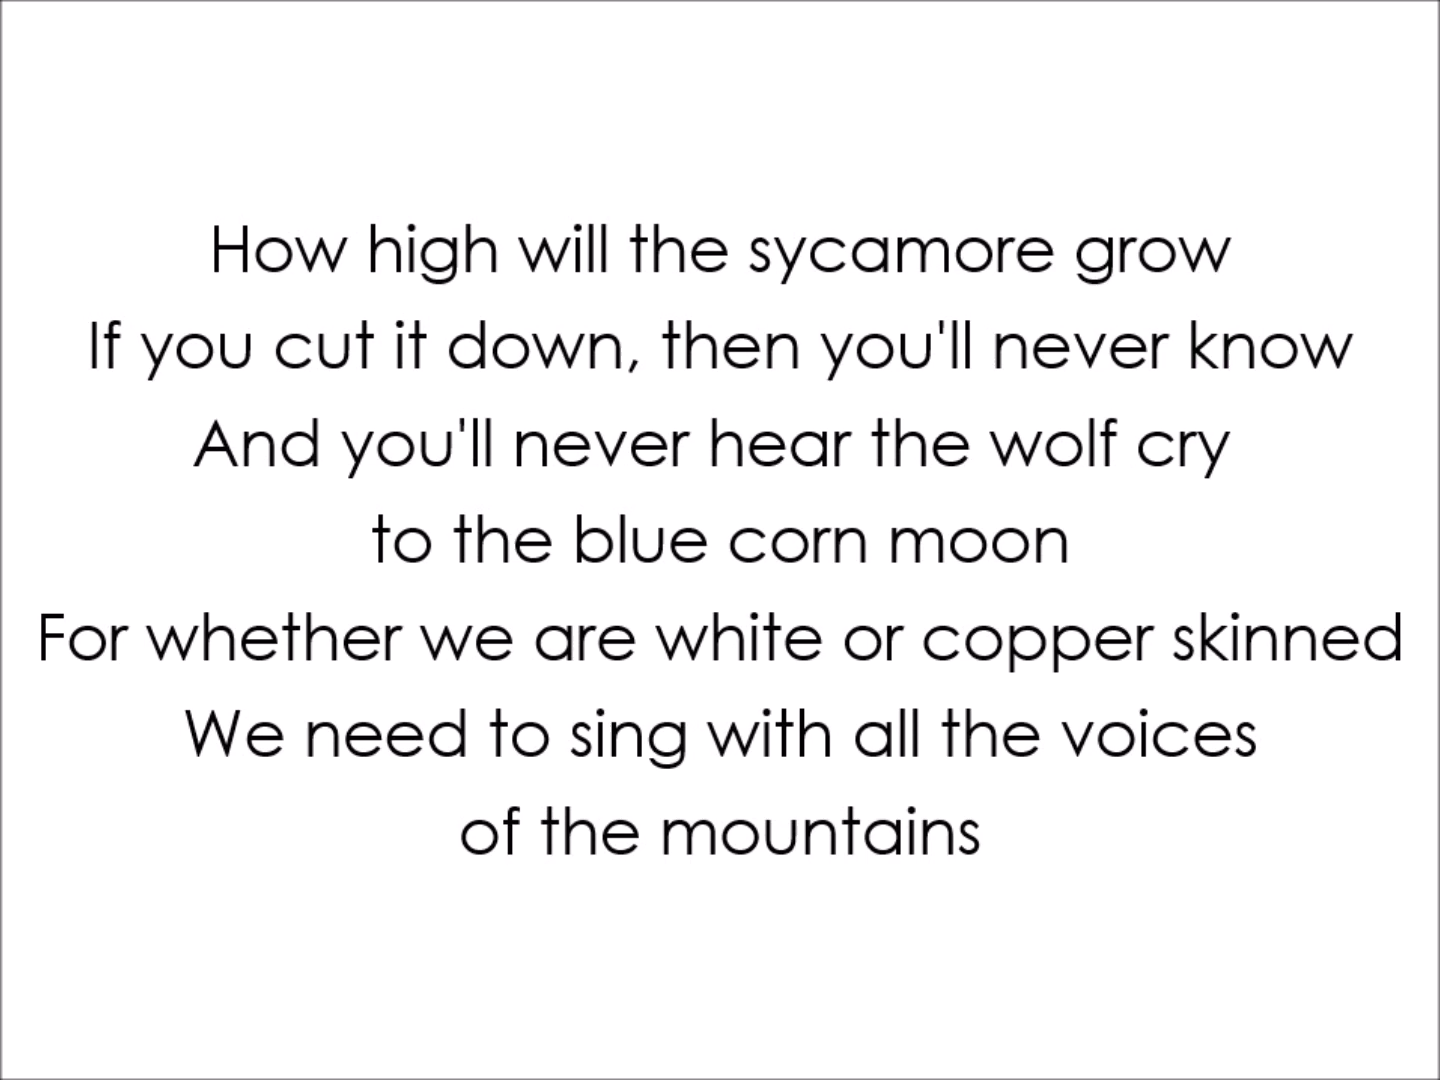 How high will the sycamore grow
If you cut it down, then you'll never know
And you'll never hear the wolf cry
to the blue corn moon
For whether we are white or copper skinned
We need to sing with all the voices
of the mountains